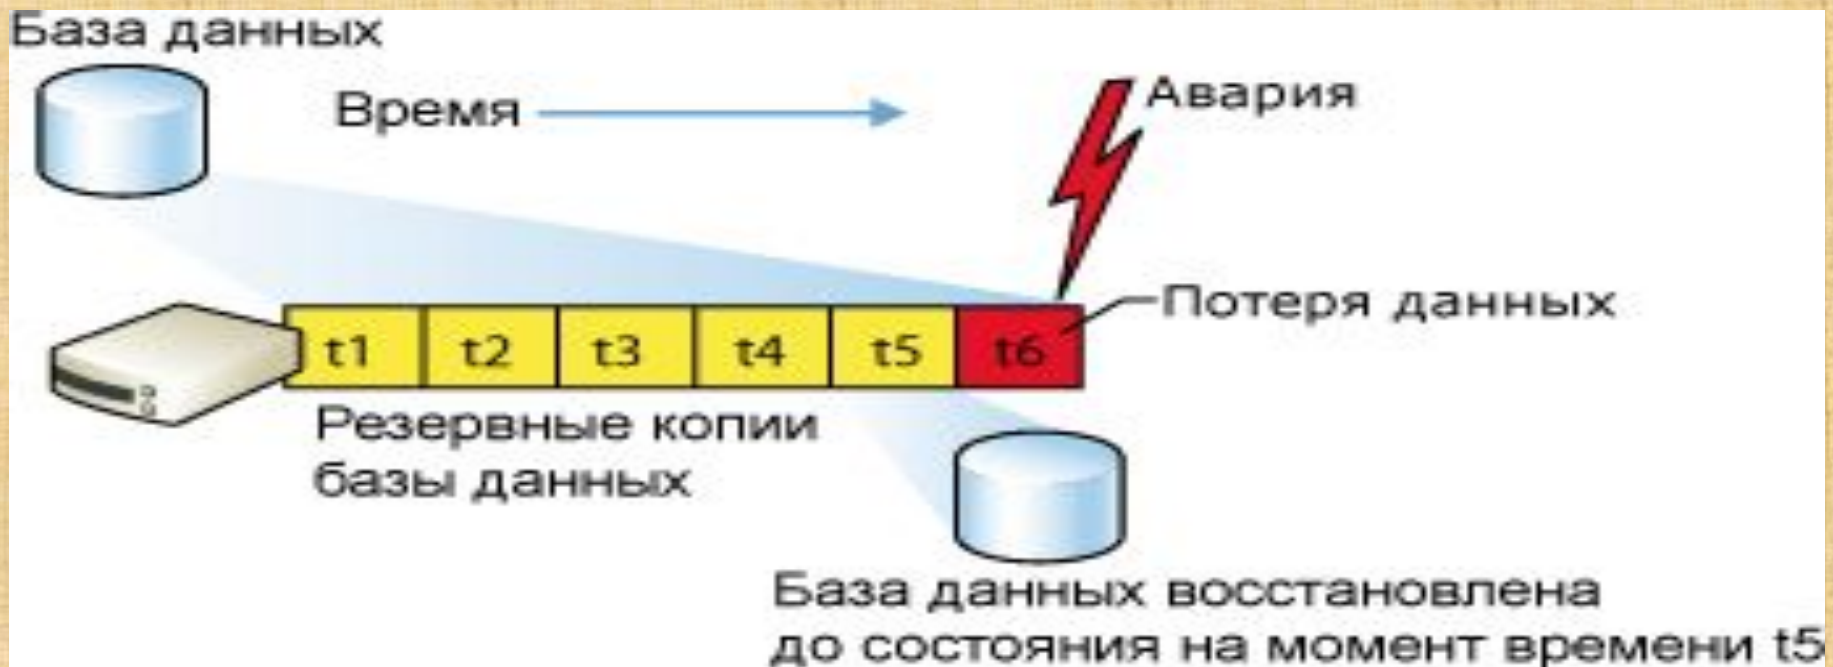 База данных
Время
Авария
Потеря данных
t1 t2 t3 t4 t5 t6
Резервные копии
базы данных
База данных восстановлена
до состояния на момент времени t5